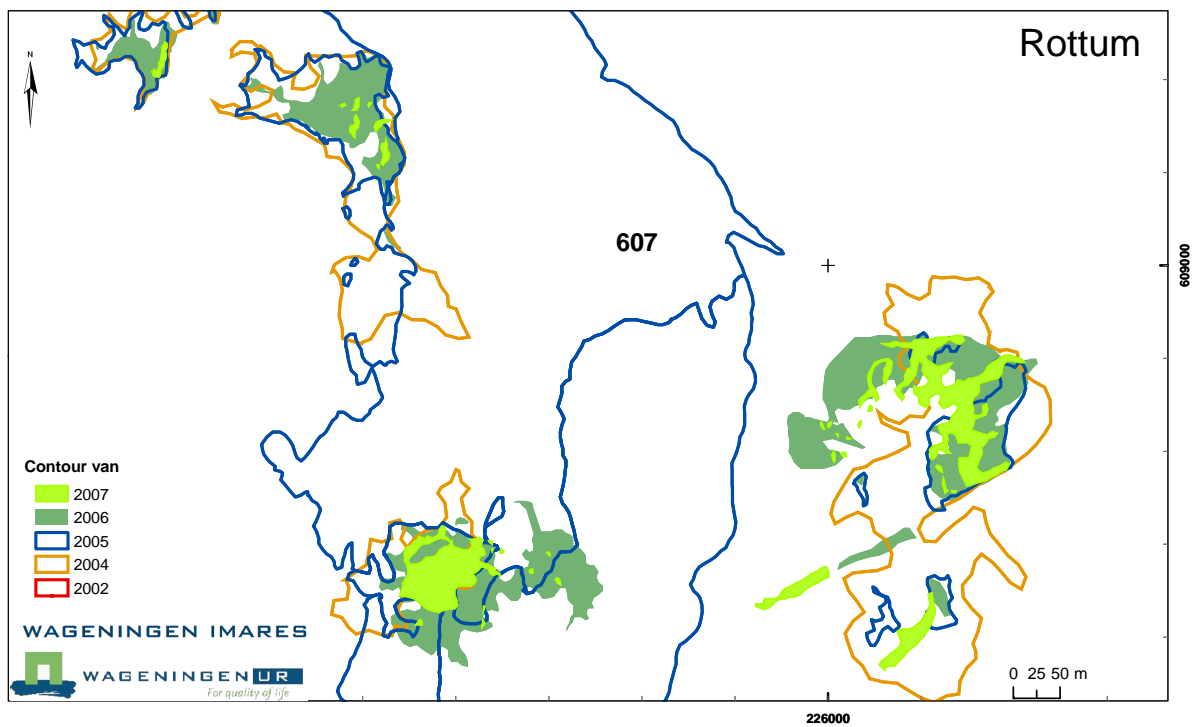 Rottum
N
607
609000
Contour van
2007
2006
2005
2004
2002
WAGENINGEN IMARES
WAGENINGEN UR
For quality of life
0 25 50 m
226000